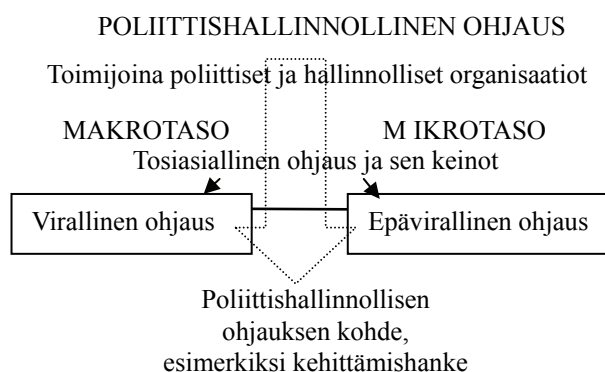 POLIITTISHALLINNOLLINEN OHJAUS
Toimijoina poliittiset ja hallinnolliset organisaatiot
MAKROTASO M IKROTASO
Tosiasiallinen ohjaus ja sen keinot
Virallinen ohjaus Epävirallinen ohjaus
Poliittishallinnollisen
ohjauksen kohde,
esimerkiksi kehittämishanke